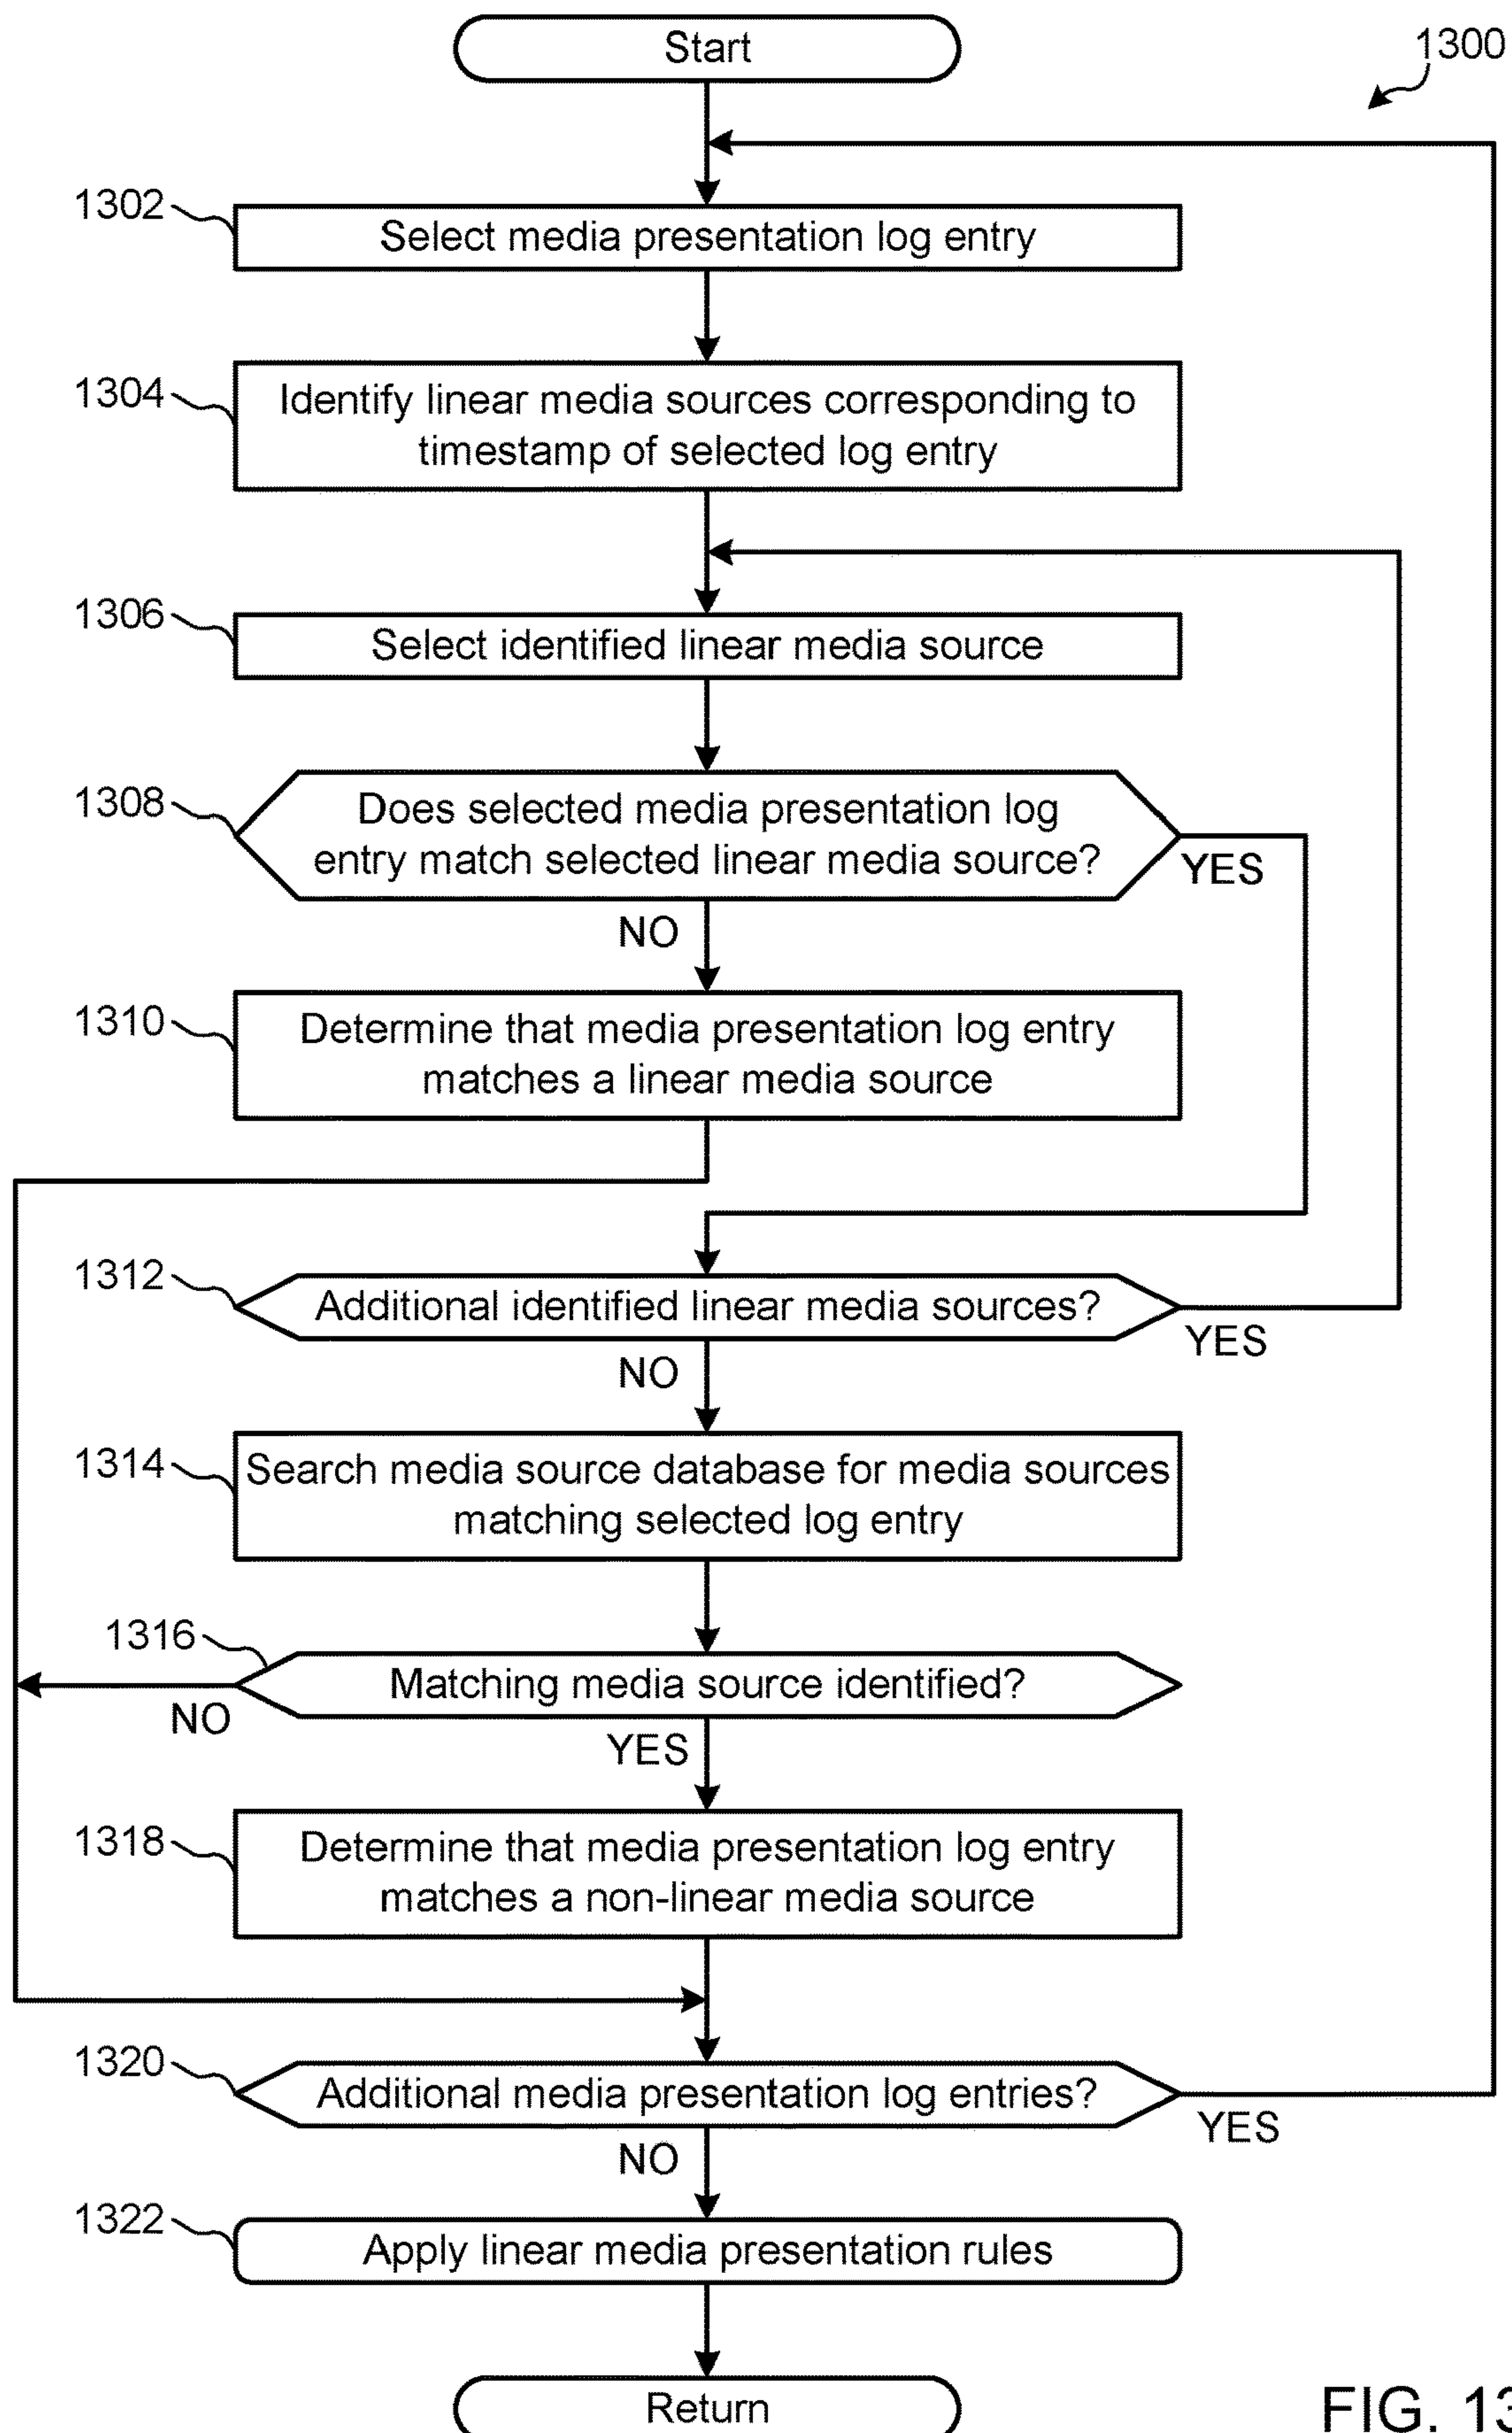 Start
1300
1302
Select media presentation log entry
1304
Identify linear media sources corresponding to
timestamp of selected log entry
1306
Select identified linear media source
1308
Does selected media presentation log
entry match selected linear media source?
YES
NO
1310
Determine that media presentation log entry
matches a linear media source
1312
Additional identified linear media sources?
YES
NO
1314
Search media source database for media sources
matching selected log entry
1316
Matching media source identified?
NO
YES
1318
Determine that media presentation log entry
matches a non-linear media source
1320
Additional media presentation log entries?
YES
NO
1322
Apply linear media presentation rules
Return
FIG. 13